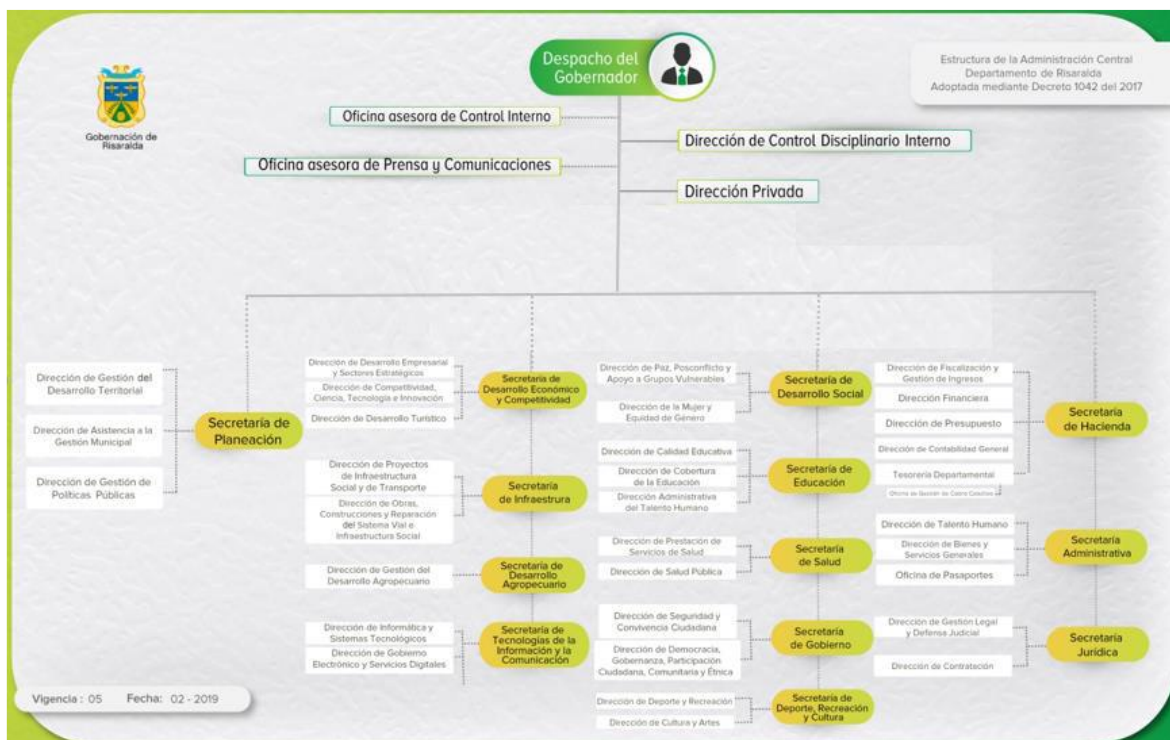 Despacho del
Gobernador
Estructura de la Administración Central
Departamento de Risaralda
Adoptada mediante Decreto 1042 del 2017
Gobernación de
Risaralda
Oficina asesora de Control Interno
Dirección de Control Disciplinario Interno
Oficina asesora de Prensa y Comunicaciones
Dirección Privada
Dirección de Gestión del
Desarrollo Territorial
Dirección de Asistencia a la
Gestión Municipal
Dirección de Gestión de
Políticas Públicas
Secretaría de
Planeación
Dirección de Desarrollo Empresarial
y Sectores Estratégicos
Dirección de Competitividad,
Ciencia, Tecnología e Innovación
Dirección de Desarrollo Turístico
Secretaría de
Desarrollo Económico
y Competitividad
Dirección de Proyectos
de Infraestructura
Social y de Transporte
Dirección de Obras,
Construcciones y Reparación
del Sistema Vial e
Infraestructura Social
Secretaría
de Infraestrura
Dirección de Gestión del
Desarrollo Agropecuario
Secretaría de
Desarrollo
Agropecuario
Dirección de Informática y
Sistemas Tecnológicos
Dirección de Gobierno
Electrónico y Servicios Digitales
Secretaría de
Tecnologías de la
Información y la
Comunicación
Dirección de Paz, Posconflicto y
Apoyo a Grupos Vulnerables
Dirección de la Mujer y
Equidad de Género
Secretaría de
Desarrollo Social
Dirección de Calidad Educativa
Dirección de Cobertura
de la Educación
Dirección Administrativa
del Talento Humano
Secretaría de
Educación
Dirección de Prestación de
Servicios de Salud
Dirección de Salud Pública
Secretaría
de Salud
Dirección de Seguridad y
Convivencia Ciudadana
Dirección de Democracia,
Gobernanza, Participación
Ciudadana, Comunitaria y Étnica
Secretaría
de Gobierno
Dirección de Deporte y Recreación
Dirección de Cultura y Artes
Secretaría de
Deporte, Recreación
y Cultura
Dirección de Fiscalización y
Gestión de Ingresos
Dirección Financiera
Dirección de Presupuesto
Dirección de Contabilidad General
Tesorería Departamental
Oficina de Gestión de Cobro Coactivo
Secretaría
de Hacienda
Dirección de Talento Humano
Dirección de Bienes y
Servicios Generales
Oficina de Pasaportes
Secretaría
Administrativa
Dirección de Gestión Legal
y Defensa Judicial
Dirección de Contratación
Secretaría
Jurídica
Vigencia : 05 Fecha: 02 - 2019